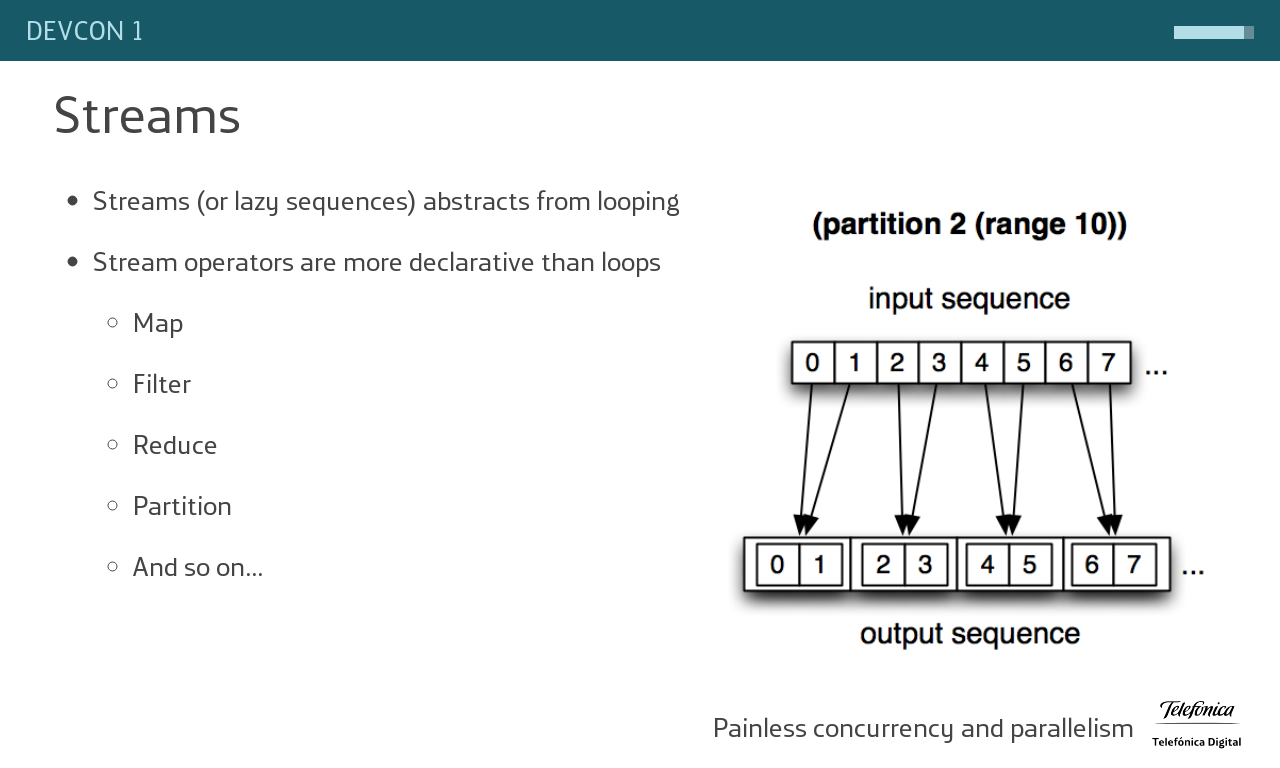 DEVCON 1
Streams
Streams (or lazy sequences) abstracts from looping
Stream operators are more declarative than loops
Map
Filter
Reduce
Partition
And so on...
(partition 2 (range 10))
input sequence
0 1 2 3 4 5 6 7 ...
0 1 2 3 4 5 6 7 ...
output sequence
Painless concurrency and parallelism
Telefónica
Telefónica Digital